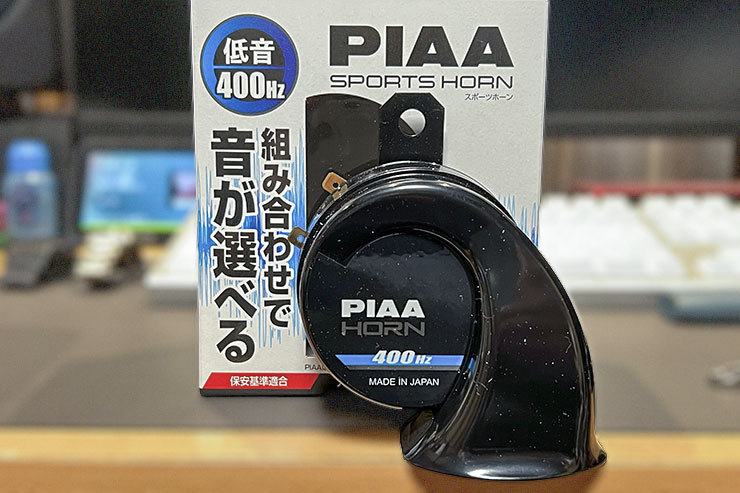 低音
400Hz
PIAA
SPORTS HORN
スポーツホーン
組み合わせで
音が選べる
保安基準適合
PIAA
PIAA
HORN
400Hz
MADE IN JAPAN